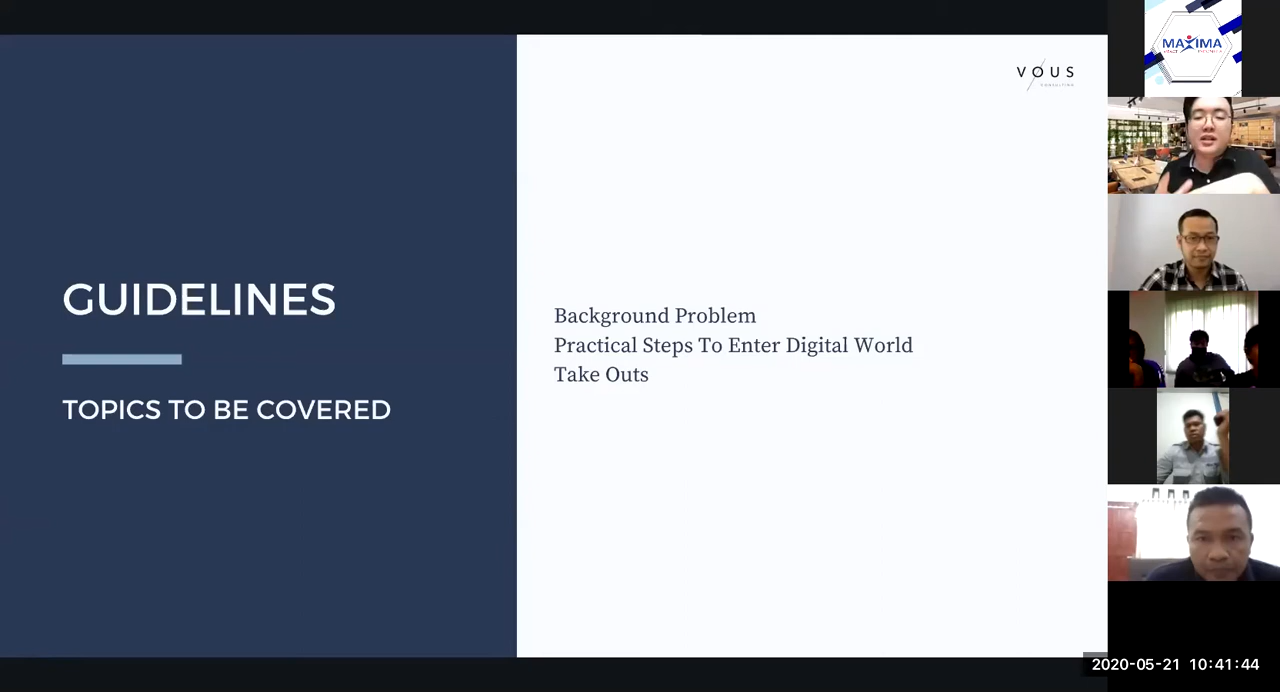 GUIDELINES
TOPICS TO BE COVERED
VOUS
CONSULTING
Background Problem
Practical Steps To Enter Digital World
Take Outs
MAXIMA
2020-05-21 10:41:44